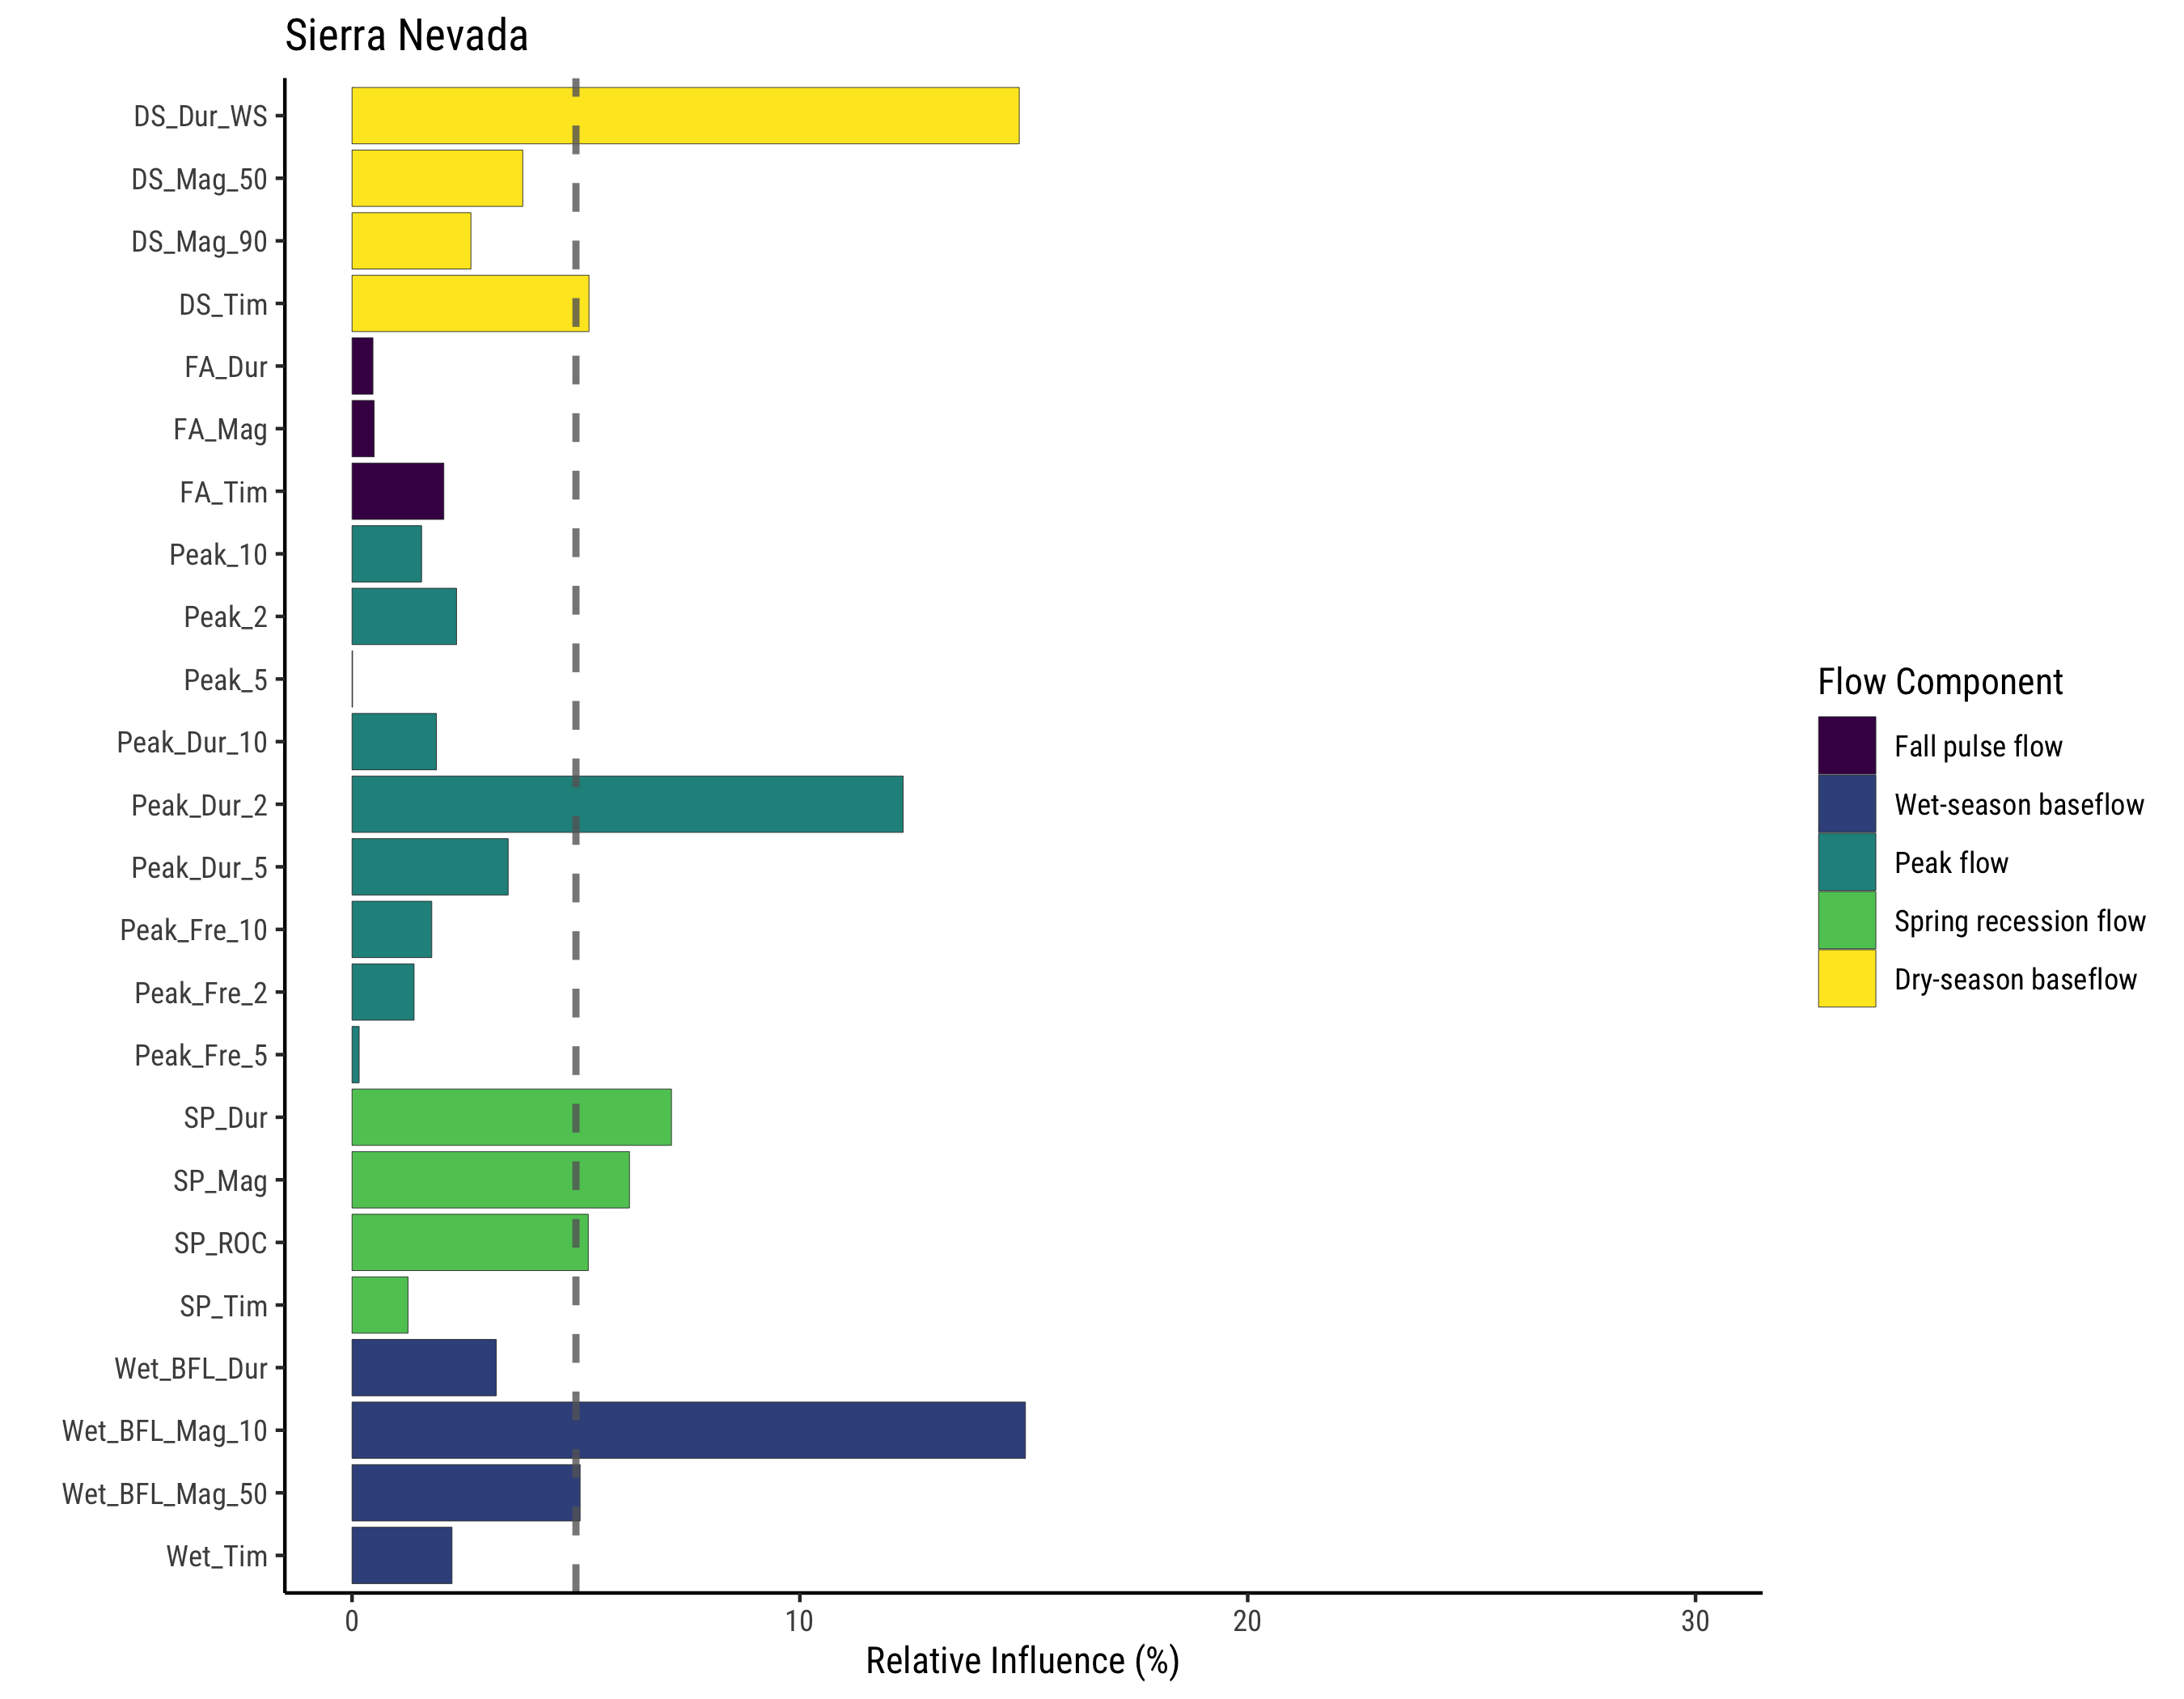 Sierra Nevada
DS_Dur_WS
DS_Mag_50
DS_Mag_90
DS_Tim
FA_Dur
FA_Mag
FA_Tim
Peak_10
Peak_2
Peak_5
Peak_Dur_10
Peak_Dur_2
Peak_Dur_5
Peak_Fre_10
Peak_Fre_2
Peak_Fre_5
SP_Dur
SP_Mag
SP_ROC
SP_Tim
Wet_BFL_Dur
Wet_BFL_Mag_10
Wet_BFL_Mag_50
Wet_Tim
0 10 20 30
Relative Influence (%)
Flow Component
Fall pulse flow
Wet-season baseflow
Peak flow
Spring recession flow
Dry-season baseflow